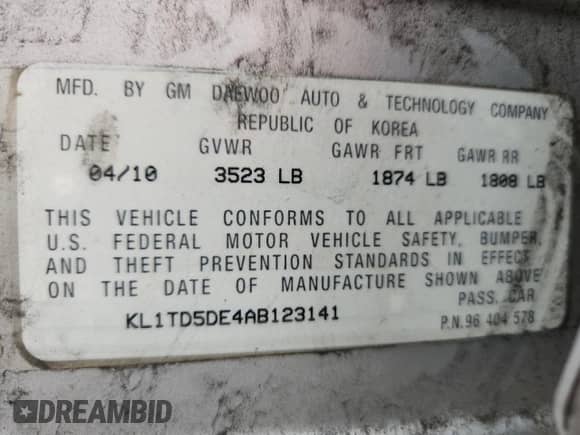 MFD. BY GM DAEWOO AUTO & TECHNOLOGY COMPANY
REPUBLIC OF KOREA
DATE GVWR GAWR FRT GAWR RR
04/10 3523 LB 1874 LB 1808 LB
THIS VEHICLE CONFORMS TO ALL APPLICABLE
U.S. FEDERAL MOTOR VEHICLE SAFETY, BUMPER,
AND THEFT PREVENTION STANDARDS IN EFFECT
ON THE DATE OF MANUFACTURE SHOWN ABOVE
PASS. CAR
KL1TD5DE4AB123141
P.N.96 404 578
DREAMBID